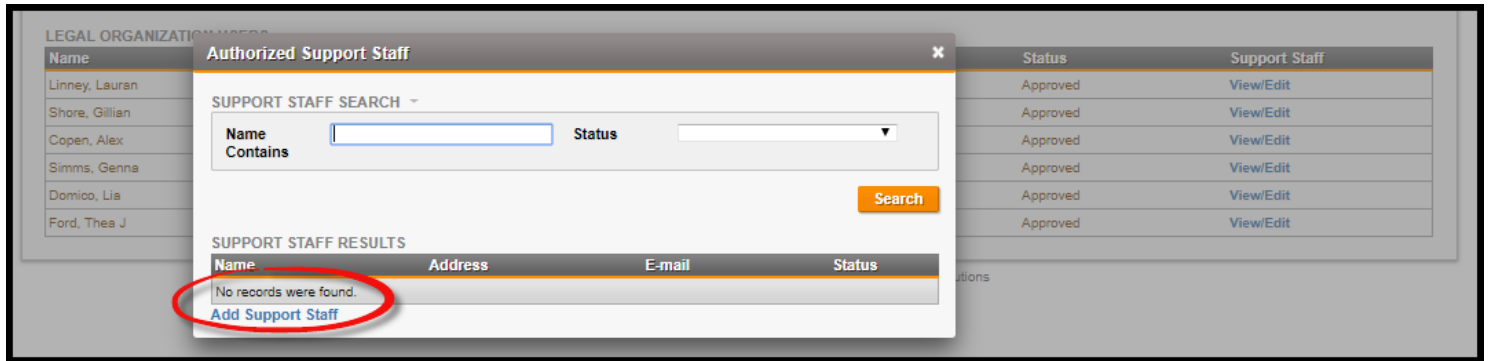 LEGAL ORGANIZATION USERS
Name Status Support Staff
Linney, Lauran Approved View/Edit
Shore, Gillian Approved View/Edit
Copen, Alex Approved View/Edit
Simms, Genna Approved View/Edit
Domico, Lia Approved View/Edit
Ford, Thea J Approved View/Edit
utions
Authorized Support Staff ×
SUPPORT STAFF SEARCH
Name Contains Status
Search
SUPPORT STAFF RESULTS
Name Address E-mail Status
No records were found.
Add Support Staff